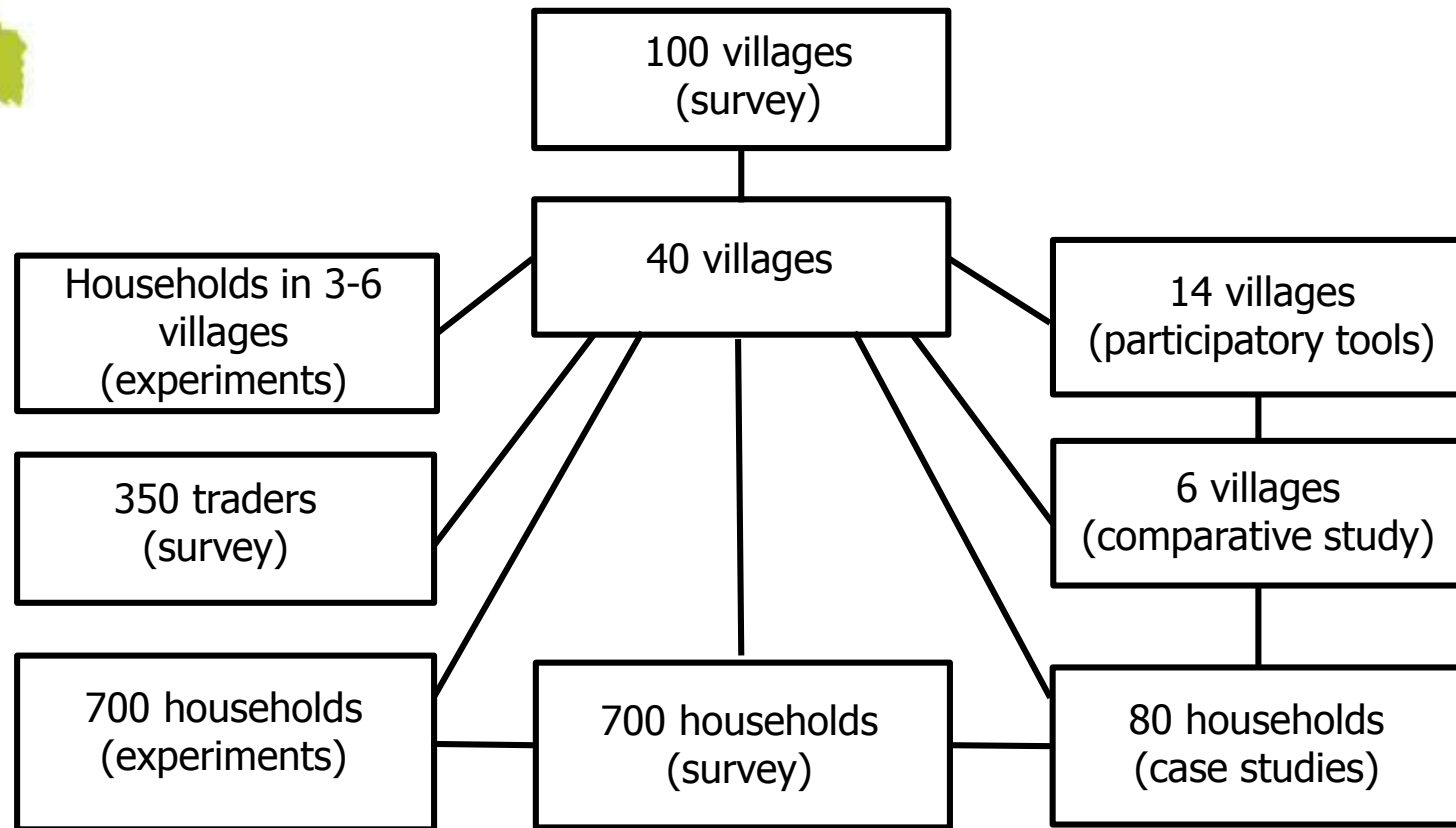 100 villages
(survey)
40 villages
Households in 3-6
villages
(experiments)
14 villages
(participatory tools)
350 traders
(survey)
6 villages
(comparative study)
700 households
(experiments)
700 households
(survey)
80 households
(case studies)